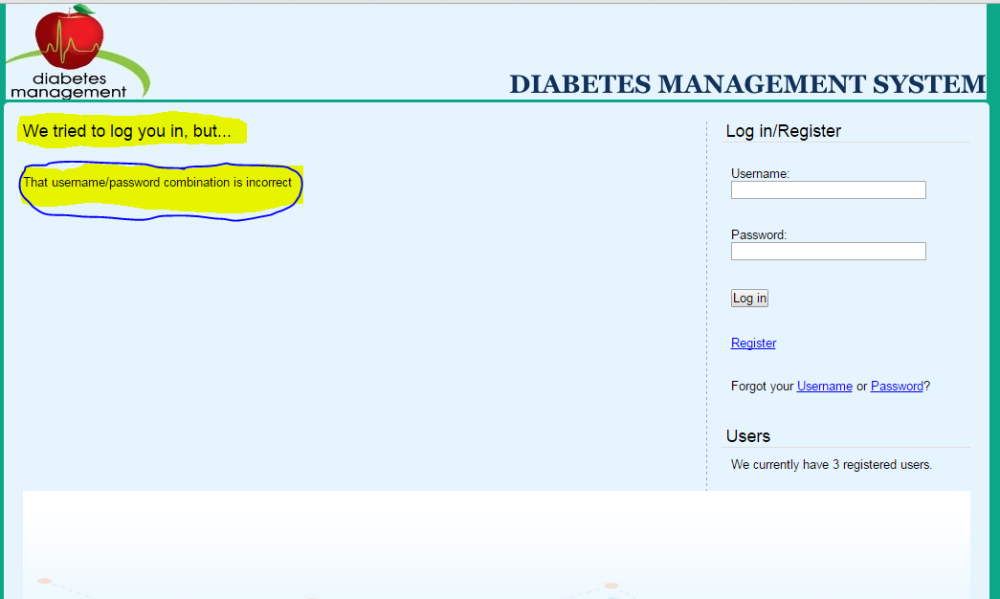 diabetes
management
DIABETES MANAGEMENT SYSTEM
We tried to log you in, but...
That username/password combination is incorrect
Log in/Register
Username:
Password:
Log in
Register
Forgot your Username or Password?
Users
We currently have 3 registered users.